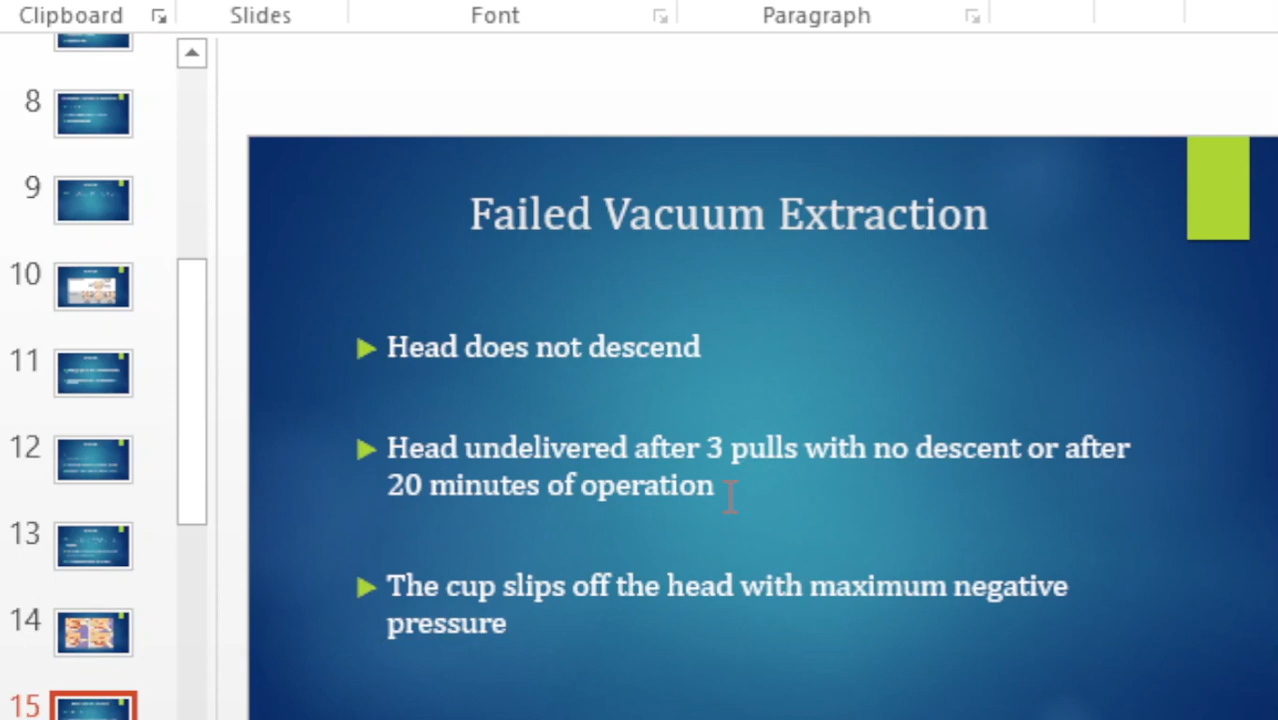 Clipboard
Slides
Font
Paragraph
8
9
10
11
12
13
14
15
Failed Vacuum Extraction
Head does not descend
Head undelivered after 3 pulls with no descent or after
20 minutes of operation
The cup slips off the head with maximum negative
pressure